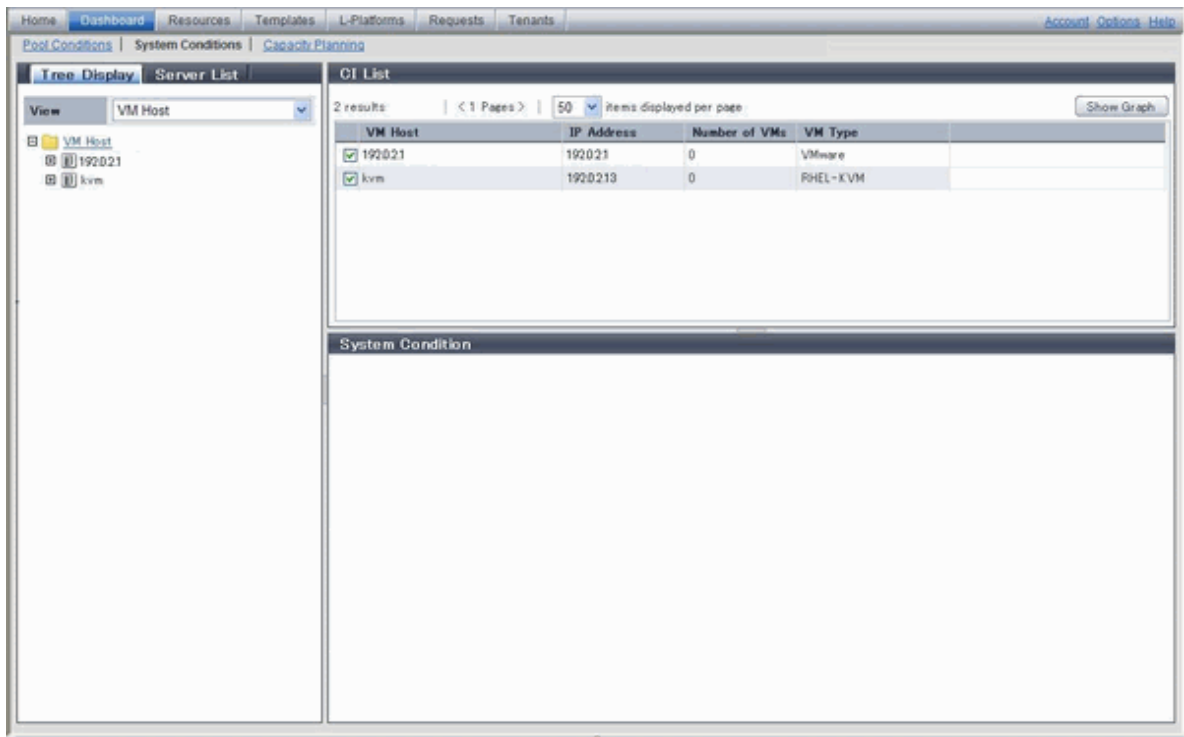 Home Dashboard Resources Templates L-Platforms Requests Tenants Account Options Help
Pool Conditions | System Conditions | Capacity Planning
Tree Display Server List
View VM Host
VM Host
192.0.2.1
kvm
CI List
2 results | < 1 Pages > | 50 items displayed per page Show Graph
VM Host IP Address Number of VMs VM Type
192.0.2.1 192.0.2.1 0 VMware
kvm 192.0.2.13 0 RHEL-KVM
System Condition